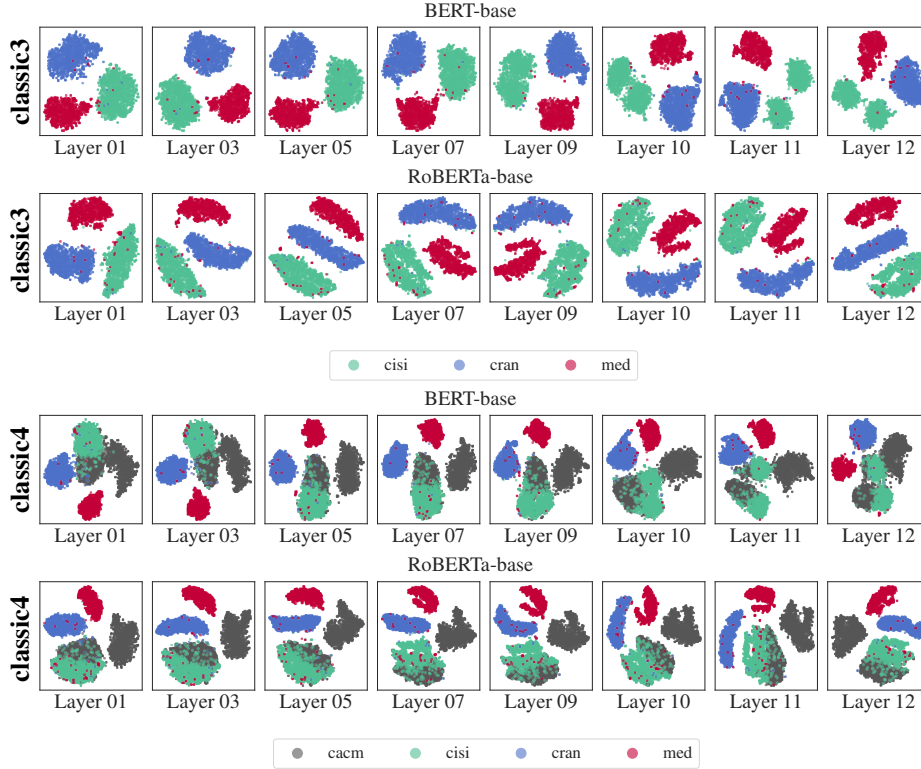 BERT-base
classic3
Layer 01 Layer 03 Layer 05 Layer 07 Layer 09 Layer 10 Layer 11 Layer 12
RoBERTa-base
classic3
Layer 01 Layer 03 Layer 05 Layer 07 Layer 09 Layer 10 Layer 11 Layer 12
cisi cran med
BERT-base
classic4
Layer 01 Layer 03 Layer 05 Layer 07 Layer 09 Layer 10 Layer 11 Layer 12
RoBERTa-base
classic4
Layer 01 Layer 03 Layer 05 Layer 07 Layer 09 Layer 10 Layer 11 Layer 12
cacm cisi cran med